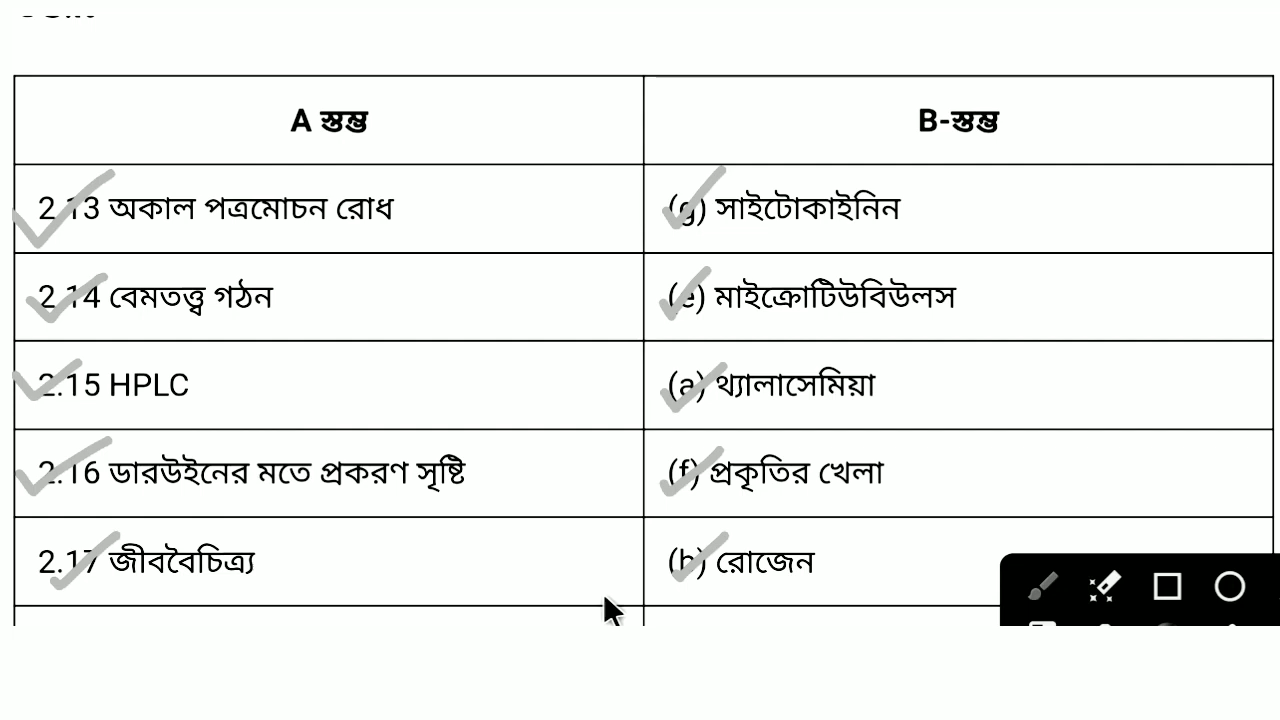 A স্তম্ভ B-স্তম্ভ
2.13 অকাল পত্রমোচন রোধ (g) সাইটোকাইনিন
2.14 বেমতত্ত্বু গঠন (e) মাইক্রোটিউবিউলস
2.15 HPLC (a) থ্যালাসেমিয়া
2.16 ডারউইনের মতে প্রকরণ সৃষ্টি (f) প্রকৃতির খেলা
2.17 জীববৈচিত্র্য (b) রোজেন